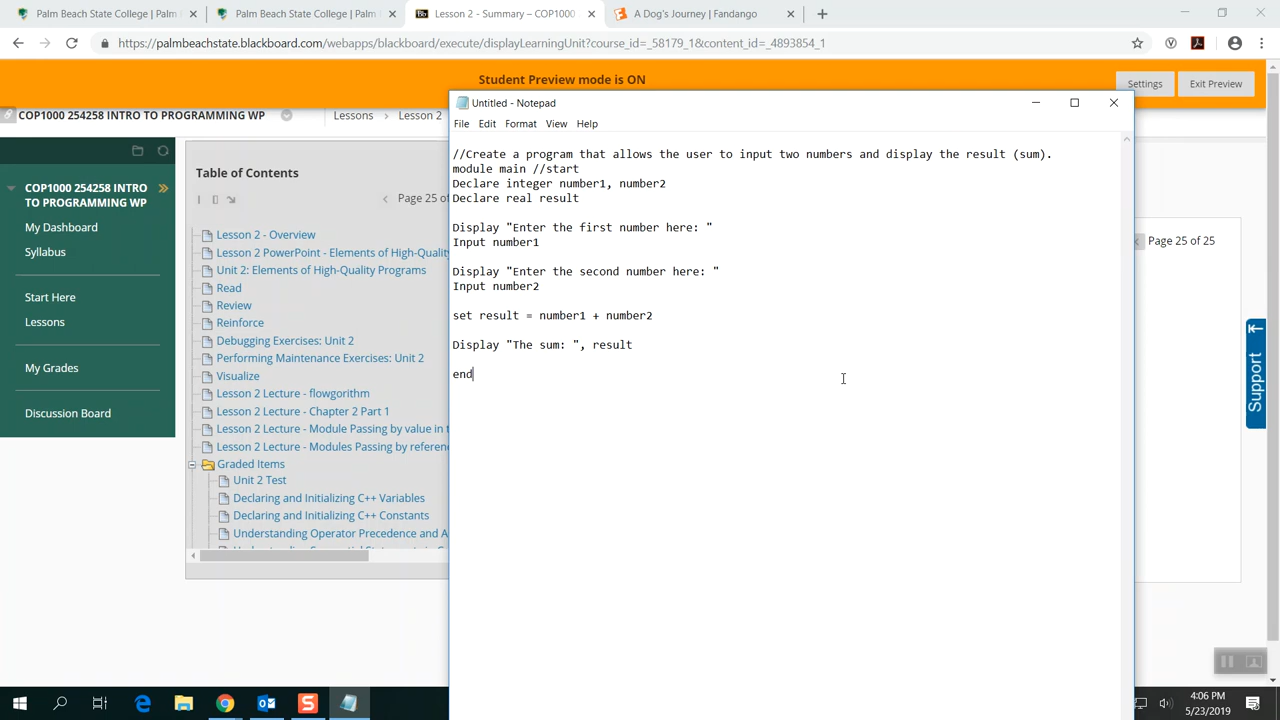 Palm Beach State College | Palm
Palm Beach State College | Palm
Lesson 2 - Summary – COP1000
A Dog's Journey | Fandango
https://palmbeachstate.blackboard.com/webapps/blackboard/execute/displayLearningUnit?course_id=_58179_1&content_id=_4893854_1
Student Preview mode is ON
Settings
Exit Preview
COP1000 254258 INTRO TO PROGRAMMING WP
Lessons
Lesson 2
COP1000 254258 INTRO
TO PROGRAMMING WP
My Dashboard
Syllabus
Start Here
Lessons
My Grades
Discussion Board
Table of Contents
Page 25 of
Lesson 2 - Overview
Lesson 2 PowerPoint - Elements of High-Quality
Unit 2: Elements of High-Quality Programs
Read
Review
Reinforce
Debugging Exercises: Unit 2
Performing Maintenance Exercises: Unit 2
Visualize
Lesson 2 Lecture - flowgorithm
Lesson 2 Lecture - Chapter 2 Part 1
Lesson 2 Lecture - Module Passing by value in
Lesson 2 Lecture - Modules Passing by
Graded Items
Unit 2 Test
Declaring and Initializing C++ Variables
Declaring and Initializing C++ Constants
Understanding Operator Precedence and
Untitled - Notepad
File Edit Format View Help
//Create a program that allows the user to input two numbers and display the result (sum).
module main //start
Declare integer number1, number2
Declare real result
Display "Enter the first number here: "
Input number1
Display "Enter the second number here: "
Input number2
set result = number1 + number2
Display "The sum: ", result
end
Page 25 of 25
Support
4:06 PM
5/23/2019